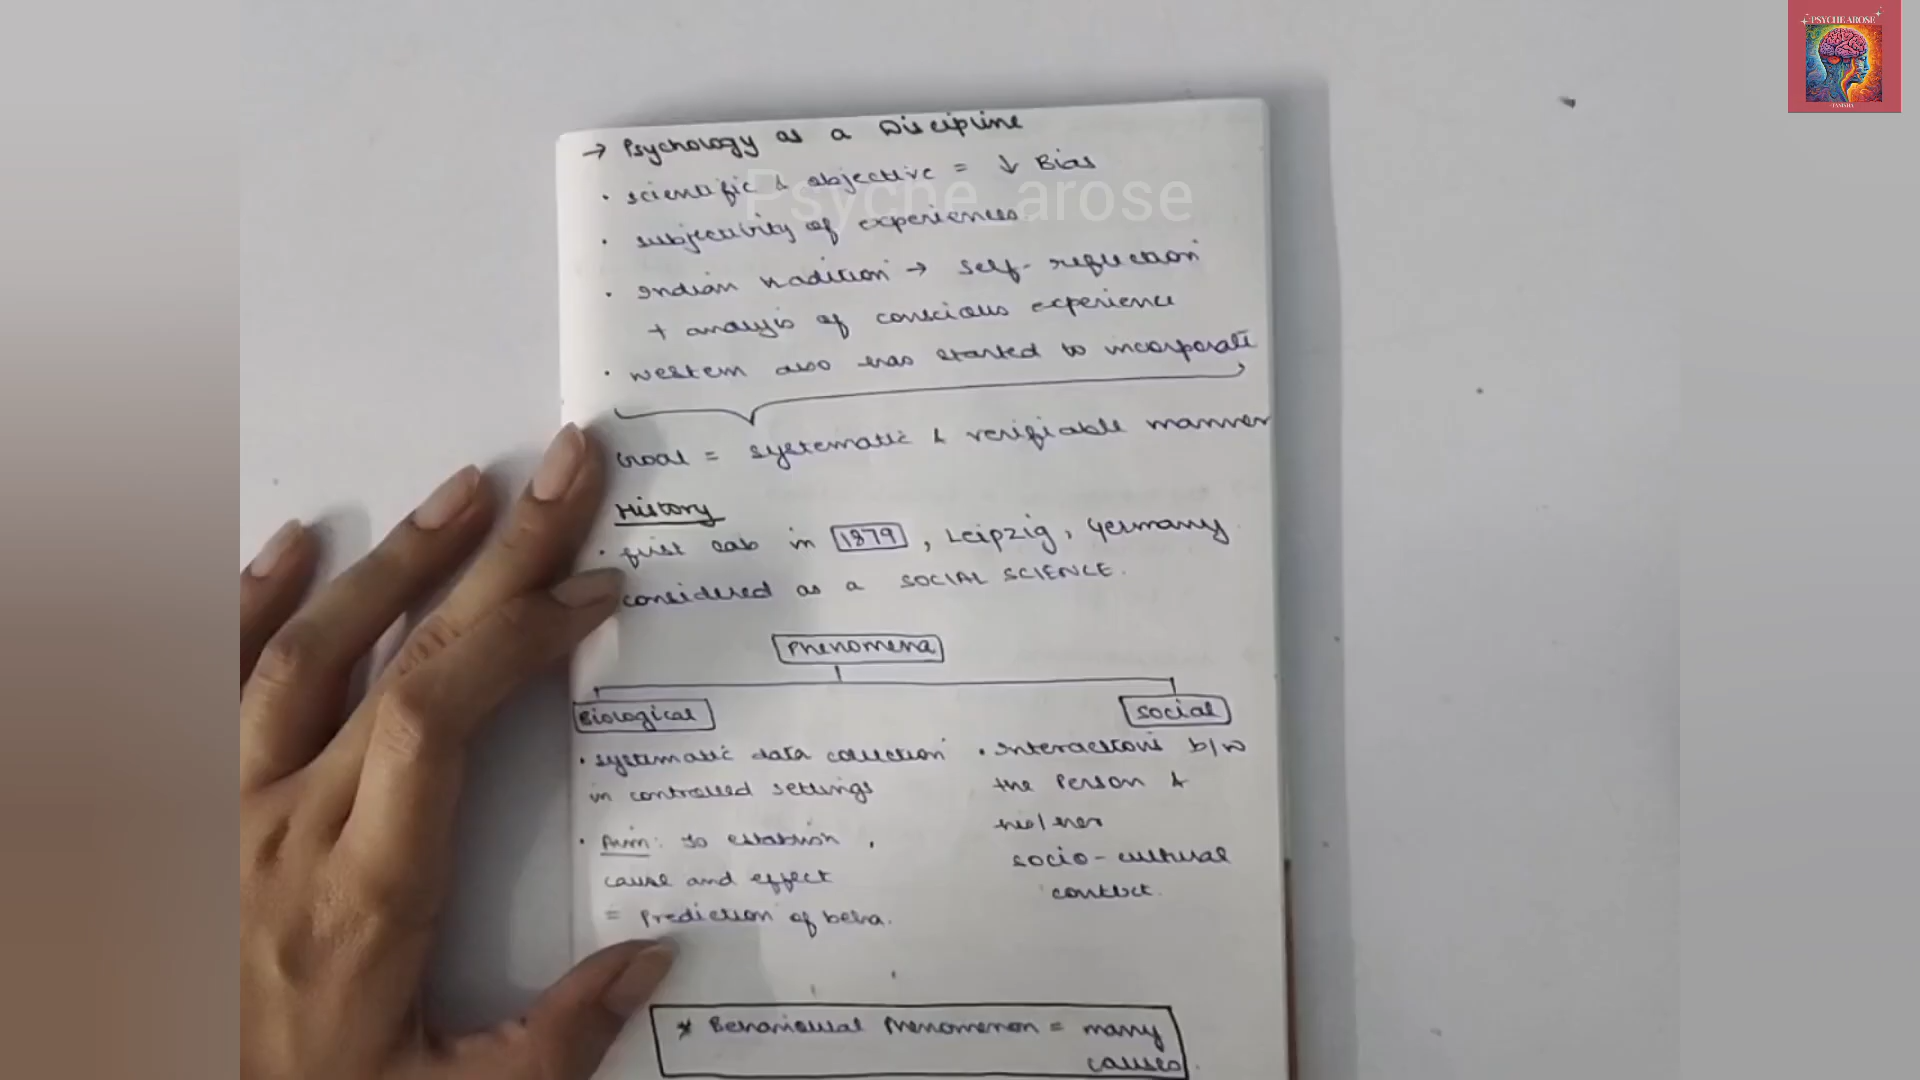 PSYCHE AROSE
→ Psychology as a Discipline
• scientific & objective = ↓ Bias
Psyche_arose
• subjectivity of experiences
• Indian tradition → self-reflection
+ analysis of conscious experience
• western also has started to incorporate
Goal = systematic & verifiable manner
History
• first lab in 1879, Leipzig, Germany
considered as a SOCIAL SCIENCE.
Phenomena
Biological
• systematic data collection
in controlled settings
• Aim: to establish
cause and effect
= Prediction of beha.
Social
• Interactions b/w
the Person &
his/her
socio-cultural
context.
* Behavioural Phenomenon = many
causes.